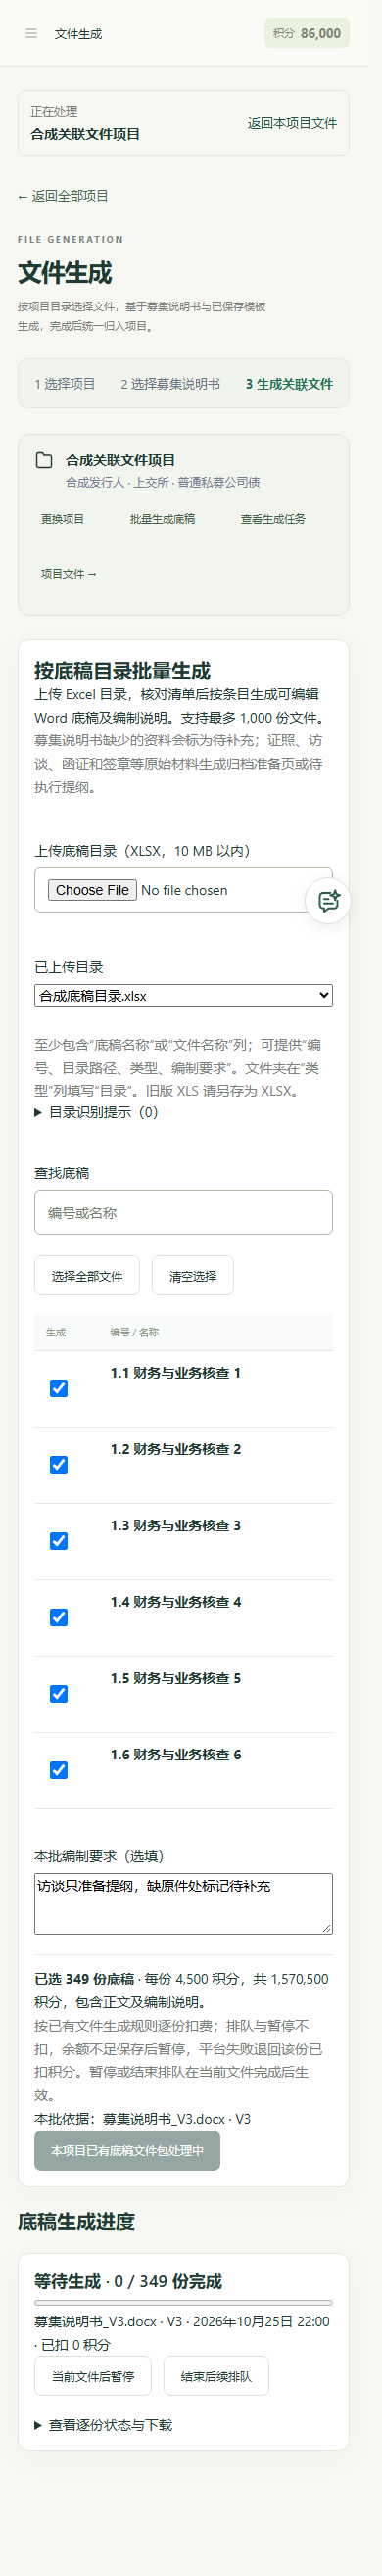 文件生成
积分 86,000
正在处理
合成关联文件项目
返回本项目文件
← 返回全部项目
FILE GENERATION
文件生成
按项目目录选择文件，基于募集说明书与已保存模板
生成，完成后统一归入项目。
1 选择项目
2 选择募集说明书
3 生成关联文件
合成关联文件项目
合成发行人 · 上交所 · 普通私募公司债
更换项目
批量生成底稿
查看生成任务
项目文件 →
按底稿目录批量生成
上传 Excel 目录，核对清单后按条目生成可编辑
Word 底稿及编制说明。支持最多 1,000 份文件。
募集说明书缺少的资料会标为待补充；证照、访
谈、函证和签章等原始材料生成归档准备页或待
执行提纲。
上传底稿目录（XLSX，10 MB 以内）
Choose File No file chosen
已上传目录
合成底稿目录.xlsx
至少包含“底稿名称”或“文件名称”列；可提供“编
号、目录路径、类型、编制要求”。文件夹在“类
型”列填写“目录”。旧版 XLS 请另存为 XLSX。
▶ 目录识别提示（0）
查找底稿
编号或名称
选择全部文件
清空选择
生成
编号 / 名称
1.1 财务与业务核查 1
1.2 财务与业务核查 2
1.3 财务与业务核查 3
1.4 财务与业务核查 4
1.5 财务与业务核查 5
1.6 财务与业务核查 6
本批编制要求（选填）
访谈只准备提纲，缺原件处标记待补充
已选 349 份底稿 · 每份 4,500 积分，共 1,570,500
积分，包含正文及编制说明。
按已有文件生成规则逐份扣费；排队与暂停不
扣，余额不足保存后暂停，平台失败退回该份已
扣积分。暂停或结束排队在当前文件完成后生
效。
本批依据：募集说明书_V3.docx · V3
本项目已有底稿文件包处理中
底稿生成进度
等待生成 · 0 / 349 份完成
募集说明书_V3.docx · V3 · 2026年10月25日 22:00
· 已扣 0 积分
当前文件后暂停
结束后续排队
▶ 查看逐份状态与下载